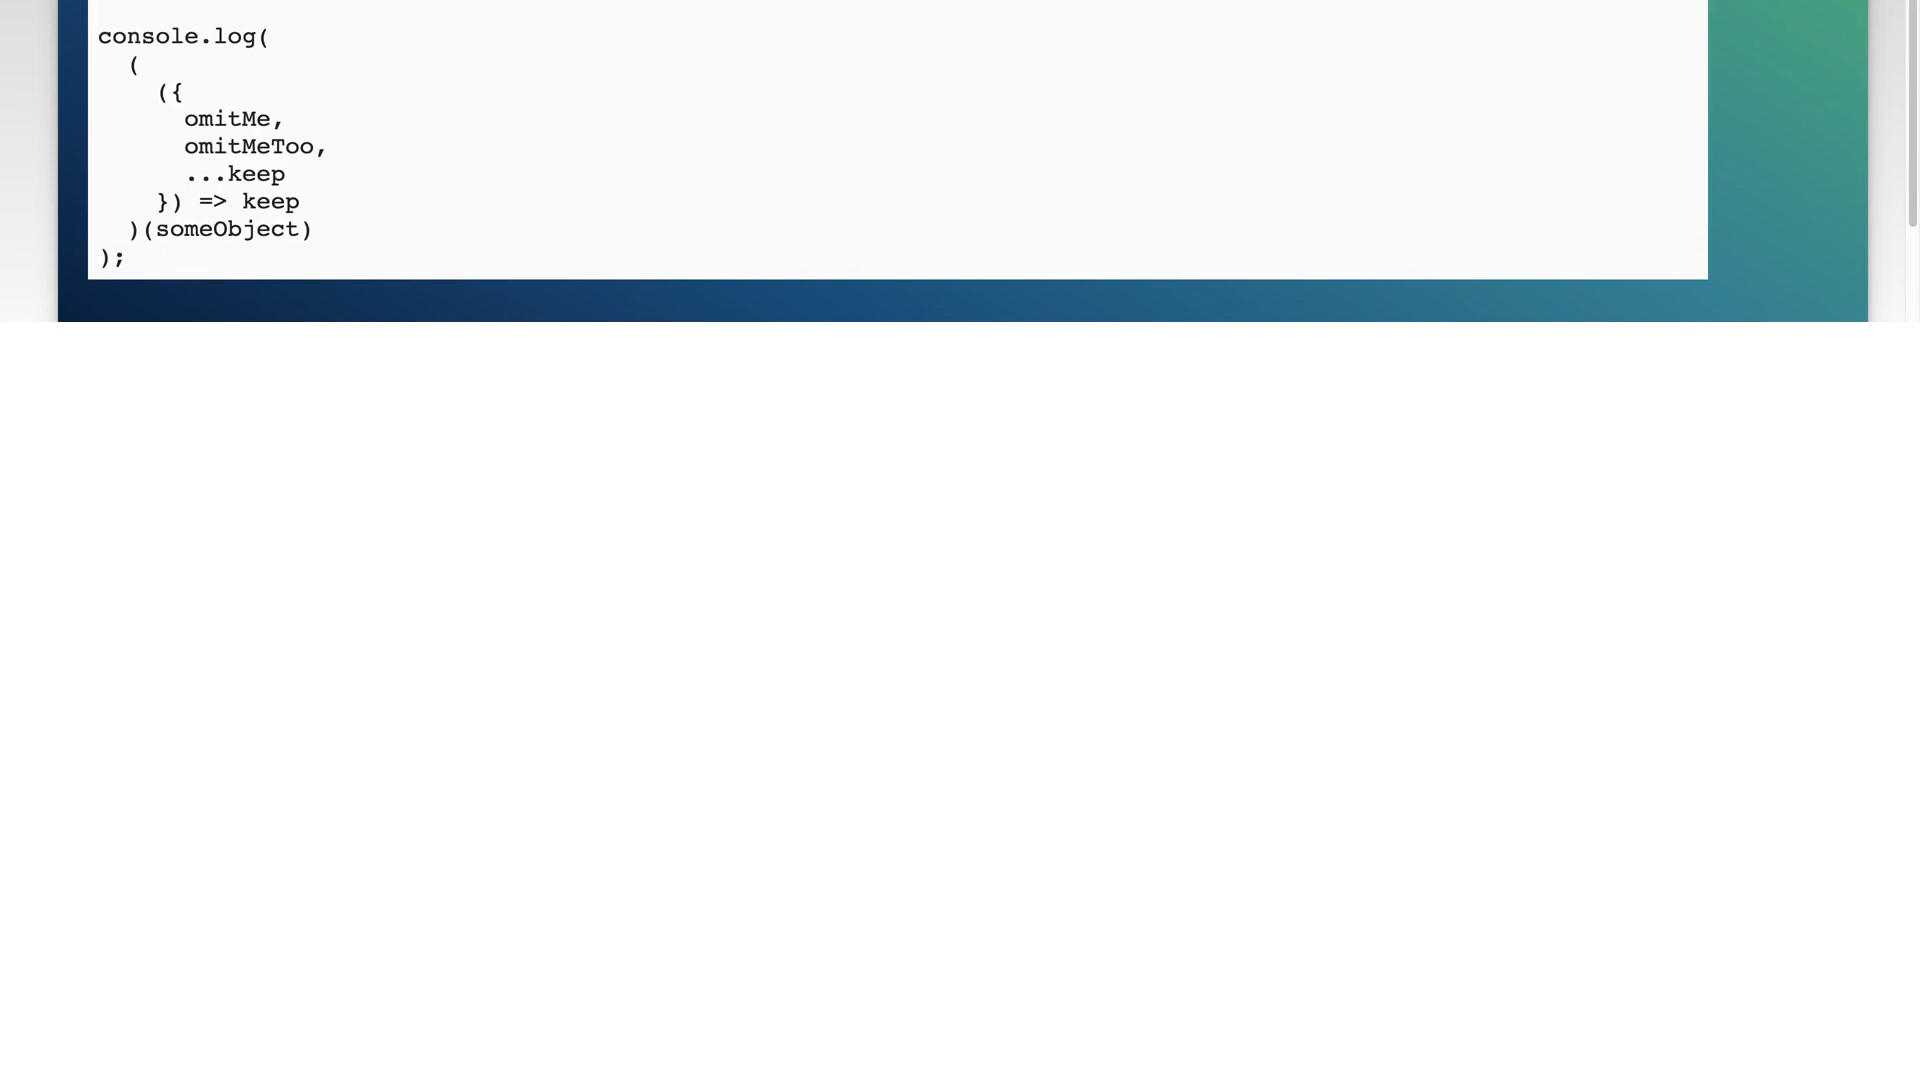 console.log(
  (
    ({
      omitMe,
      omitMeToo,
      ...keep
    }) => keep
  )(someObject)
);